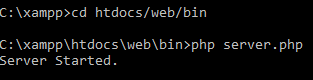 C:\xampp>cd htdocs/web/bin
C:\xampp\htdocs\web\bin>php server.php
Server Started.